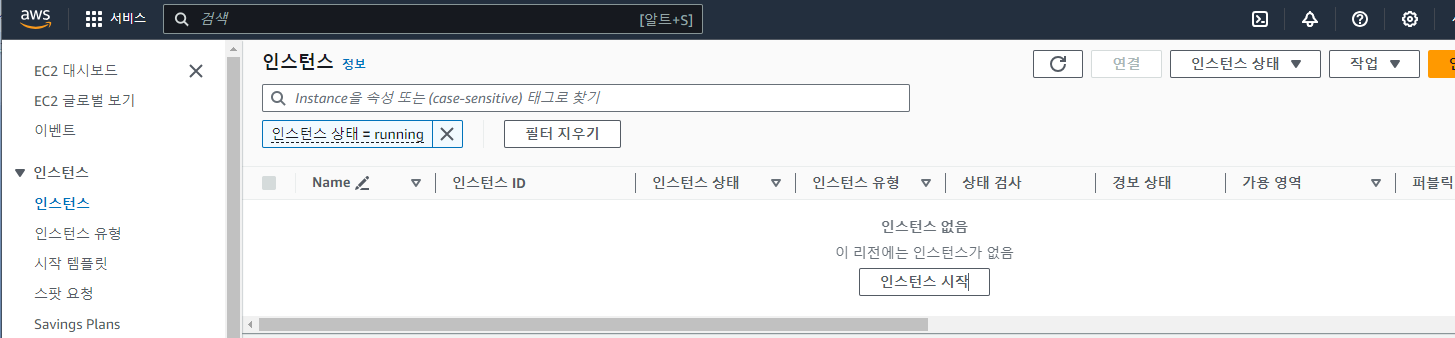 aws 서비스 검색 [알트+S]
EC2 대시보드
EC2 글로벌 보기
이벤트
인스턴스
인스턴스
인스턴스 유형
시작 템플릿
스팟 요청
Savings Plans
인스턴스 정보
연결 인스턴스 상태 작업
Instance을 속성 또는 (case-sensitive) 태그로 찾기
인스턴스 상태 = running 필터 지우기
Name 인스턴스 ID 인스턴스 상태 인스턴스 유형 상태 검사 경보 상태 가용 영역 퍼블릭
인스턴스 없음
이 리전에는 인스턴스가 없음
인스턴스 시작